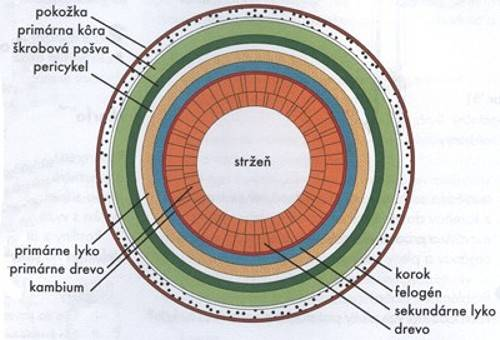 pokožka
primárna kôra
škrobová pošva
pericykel
stržeň
primárne lyko
primárne drevo
kambium
korok
felogén
sekundárne lyko
drevo